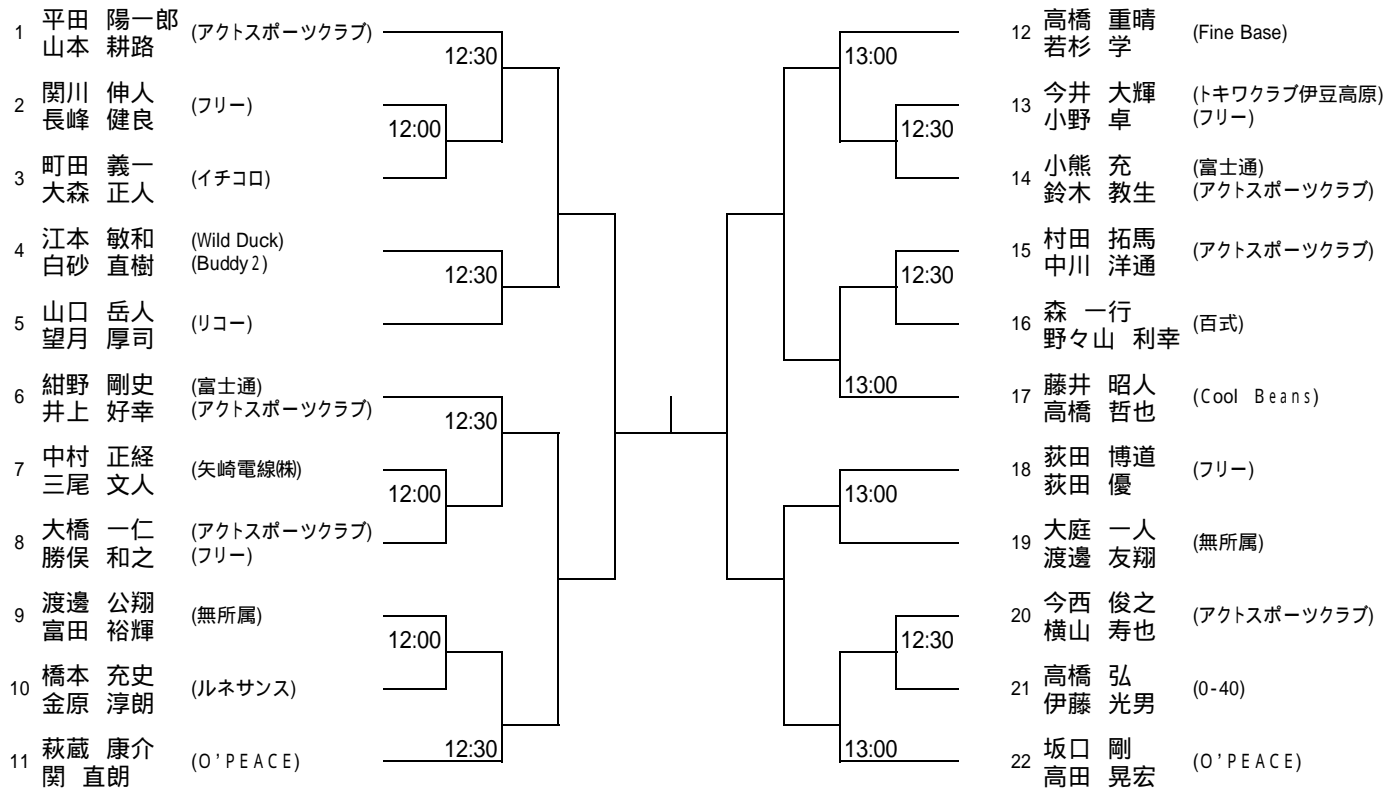 1 平田 陽一郎 (アクトスポーツクラブ)
山本 耕路
12:30
2 関川 伸人 (フリー)
長峰 健良
12:00
3 町田 義一 (イチコロ)
大森 正人
4 江本 敏和 (Wild Duck)
白砂 直樹 (Buddy2)
12:30
5 山口 岳人 (リコー)
望月 厚司
6 紺野 剛史 (富士通)
井上 好幸 (アクトスポーツクラブ)
12:30
7 中村 正経 (矢崎電線㈱)
三尾 文人
12:00
8 大橋 一仁 (アクトスポーツクラブ)
勝俣 和之 (フリー)
9 渡邊 公翔 (無所属)
富田 裕輝
12:00
10 橋本 充史 (ルネサンス)
金原 淳朗
12:30
11 萩蔵 康介 (O'PEACE)
関 直朗
12 高橋 重晴 (Fine Base)
若杉 学
13:00
13 今井 大輝 (トキワクラブ伊豆高原)
小野 卓 (フリー)
12:30
14 小熊 充 (富士通)
鈴木 教生 (アクトスポーツクラブ)
15 村田 拓馬 (アクトスポーツクラブ)
中川 洋通
12:30
16 森 一行 (百式)
野々山 利幸
13:00
17 藤井 昭人 (Cool Beans)
高橋 哲也
18 荻田 博道 (フリー)
荻田 優
13:00
19 大庭 一人 (無所属)
渡邊 友翔
20 今西 俊之 (アクトスポーツクラブ)
横山 寿也
12:30
21 高橋 弘 (0-40)
伊藤 光男
13:00
22 坂口 剛 (O'PEACE)
高田 晃宏